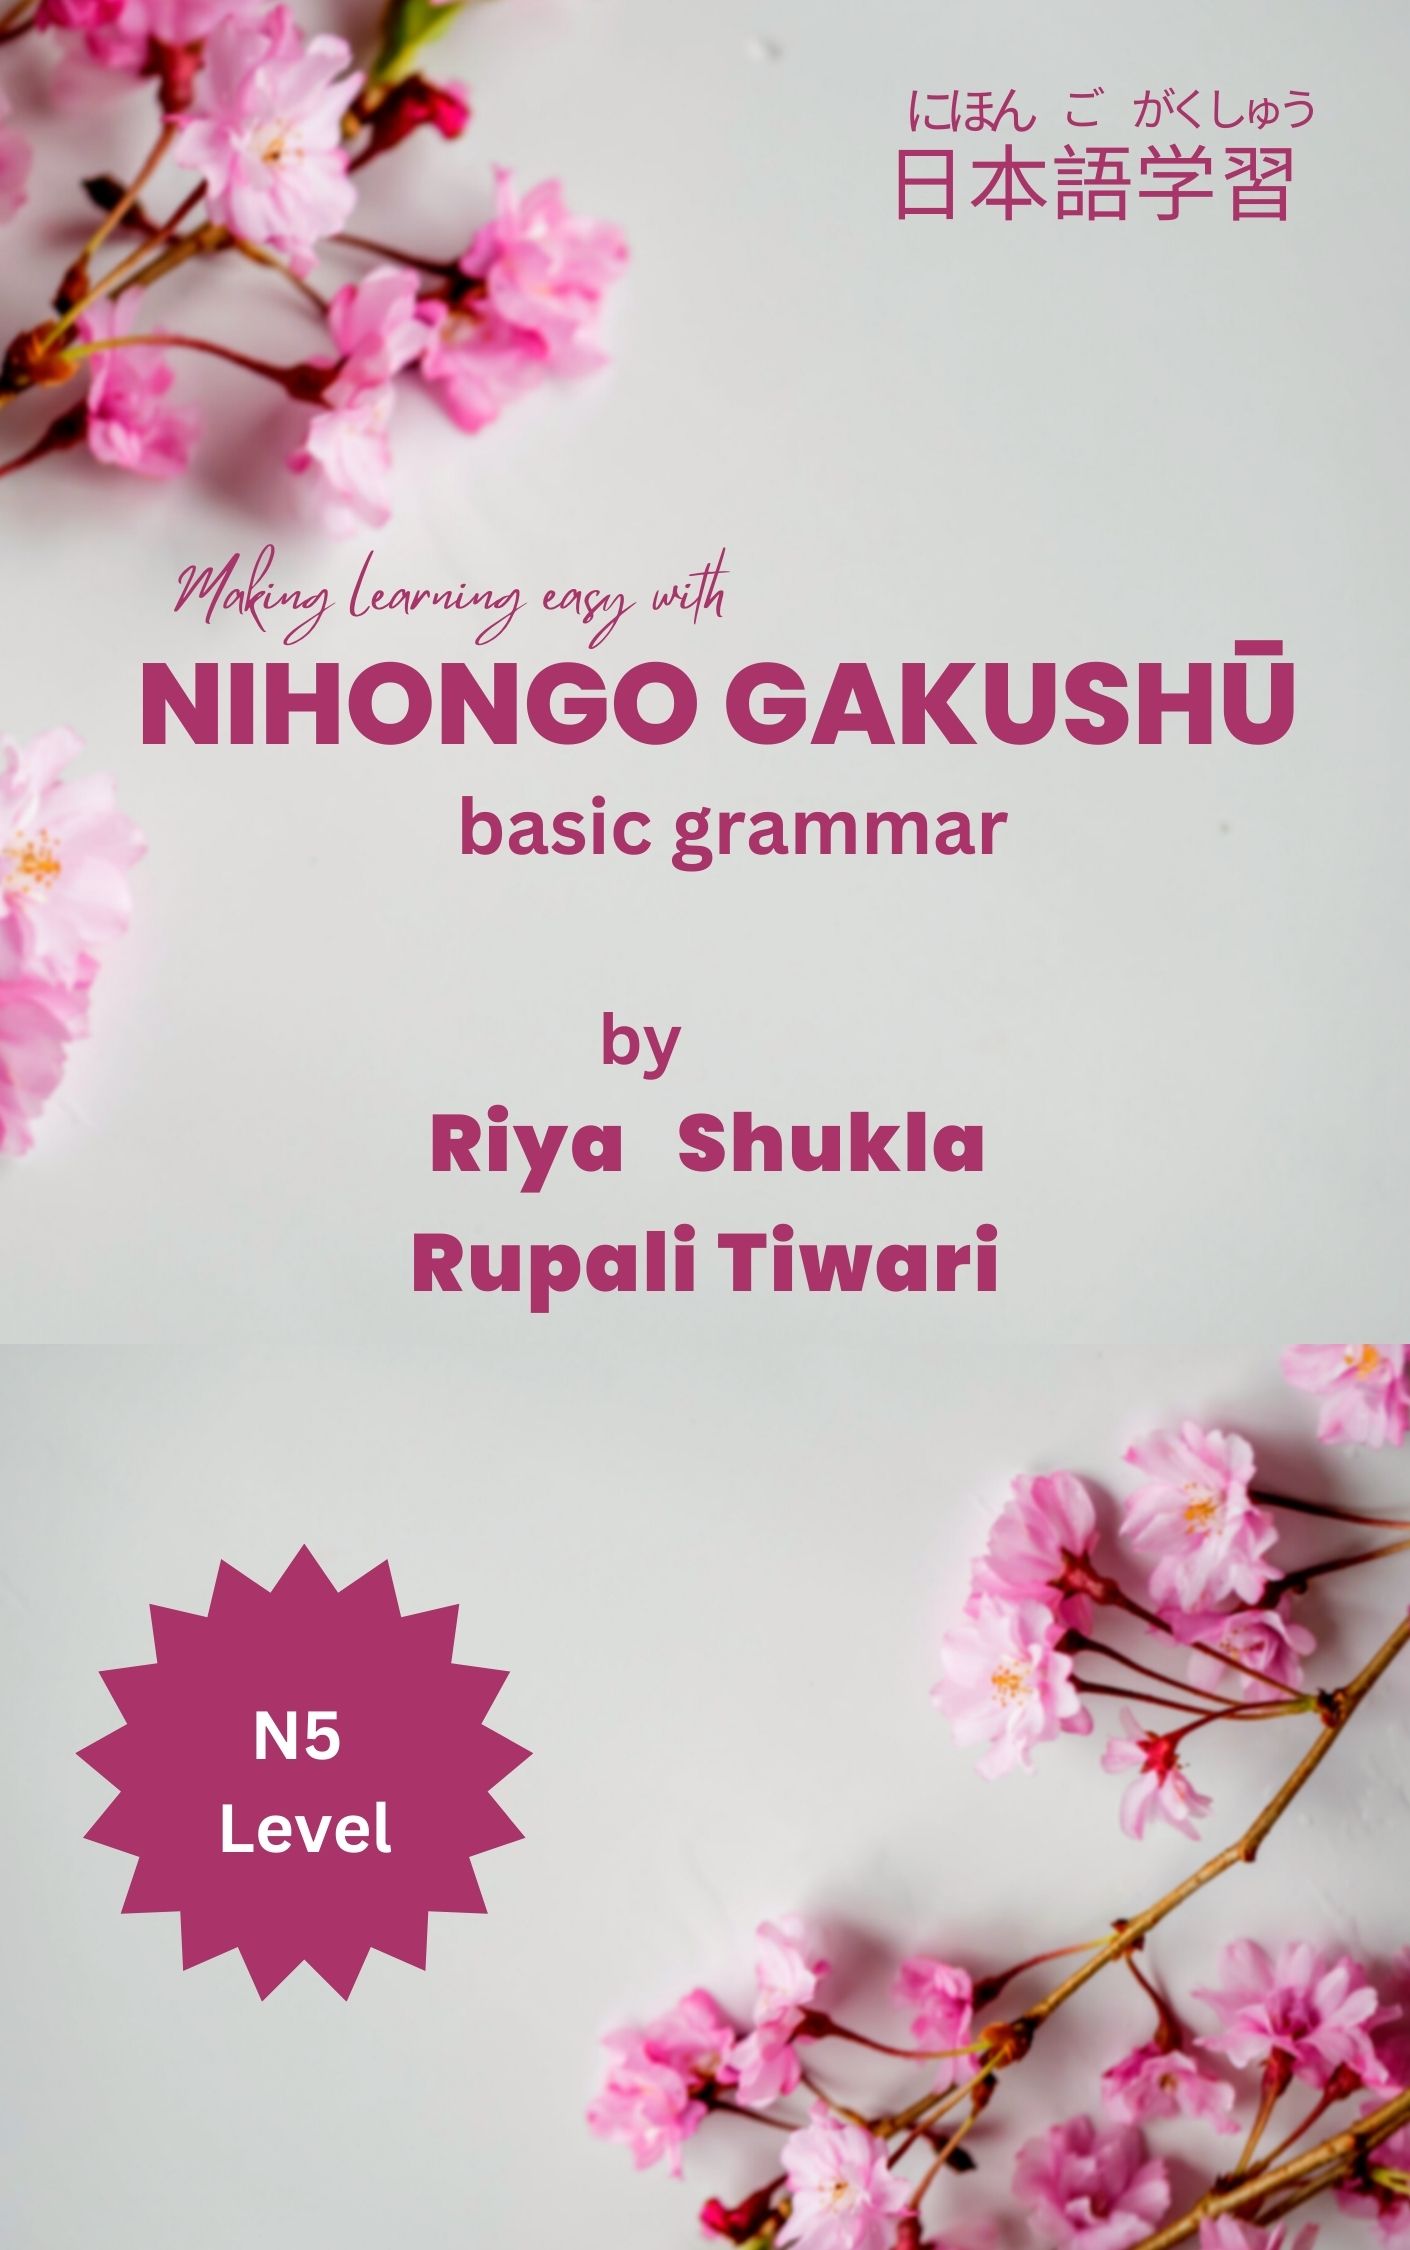 にほん ご がくしゅう
日本語学習
Making Learning easy with
NIHONGO GAKUSHŪ
basic grammar
by
Riya Shukla
Rupali Tiwari
N5
Level